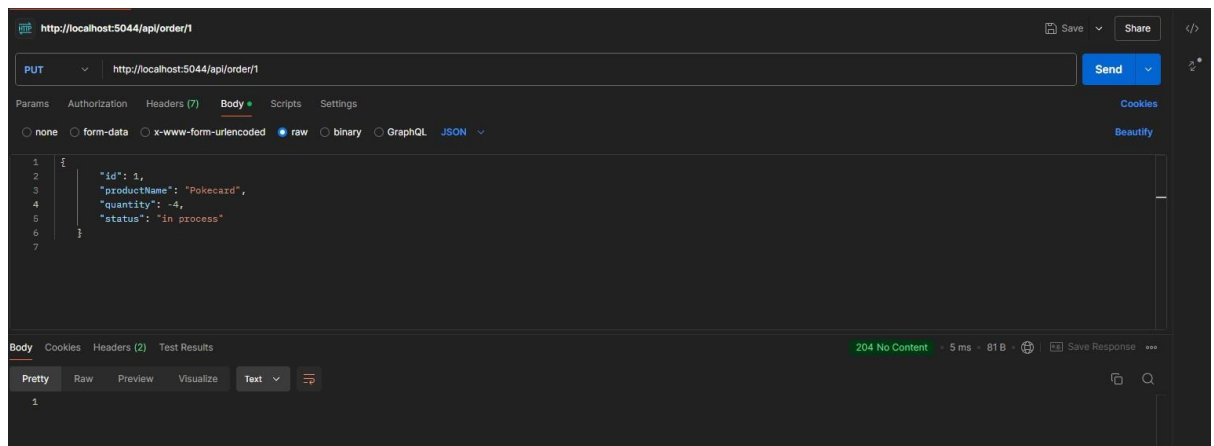 HTTP http://localhost:5044/api/order/1 Save Share </>
PUT http://localhost:5044/api/order/1 Send
Params Authorization Headers (7) Body Scripts Settings Cookies
none form-data x-www-form-urlencoded raw binary GraphQL JSON Beautify
1 {
2 "id": 1,
3 "productName": "Pokecard",
4 "quantity": -4,
5 "status": "in process"
6 }
7
Body Cookies Headers (2) Test Results 204 No Content 5 ms 81 B Save Response
Pretty Raw Preview Visualize Text
1